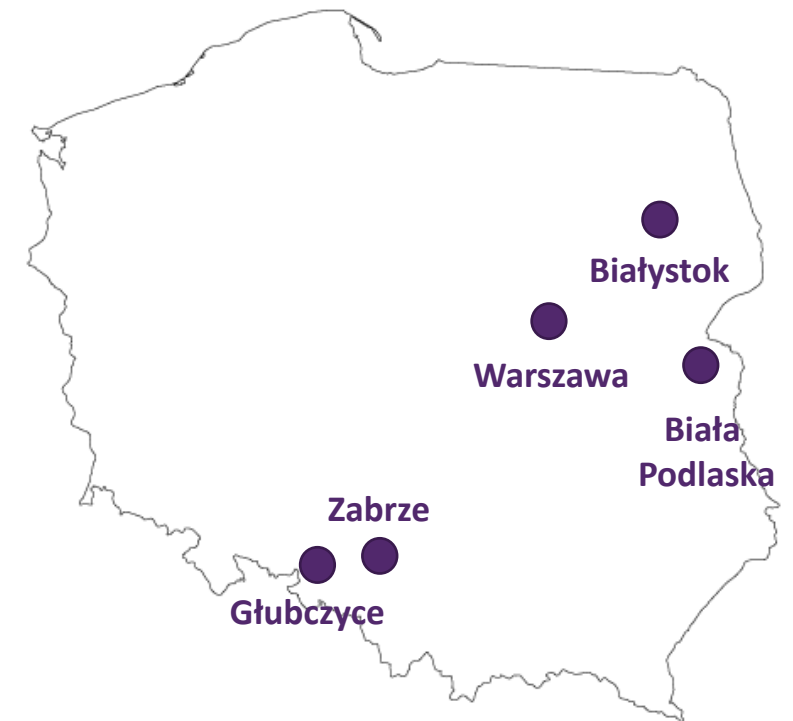 Białystok
Warszawa
Biała
Podlaska
Zabrze
Głubczyce